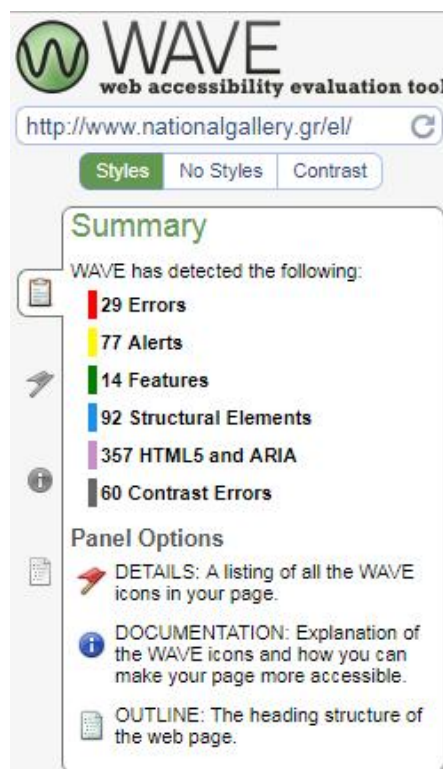 WAVE
web accessibility evaluation tool
http://www.nationalgallery.gr/el/
Styles No Styles Contrast
Summary
WAVE has detected the following:
29 Errors
77 Alerts
14 Features
92 Structural Elements
357 HTML5 and ARIA
60 Contrast Errors
Panel Options
DETAILS: A listing of all the WAVE
icons in your page.
DOCUMENTATION: Explanation of
the WAVE icons and how you can
make your page more accessible.
OUTLINE: The heading structure of
the web page.